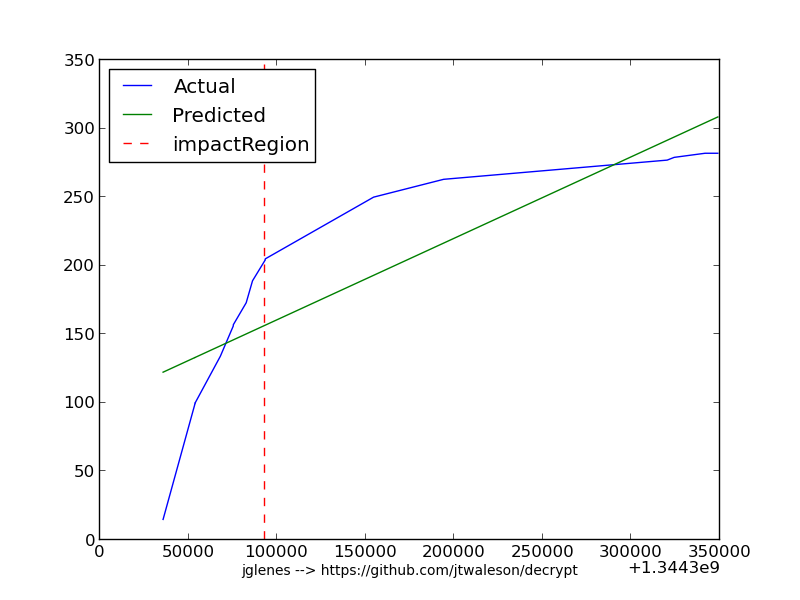 350
300
250
200
150
100
50
0
Actual
Predicted
impactRegion
0 50000 100000 150000 200000 250000 300000 350000
jglenes --> https://github.com/jtwaleson/decrypt
+1.3443e9